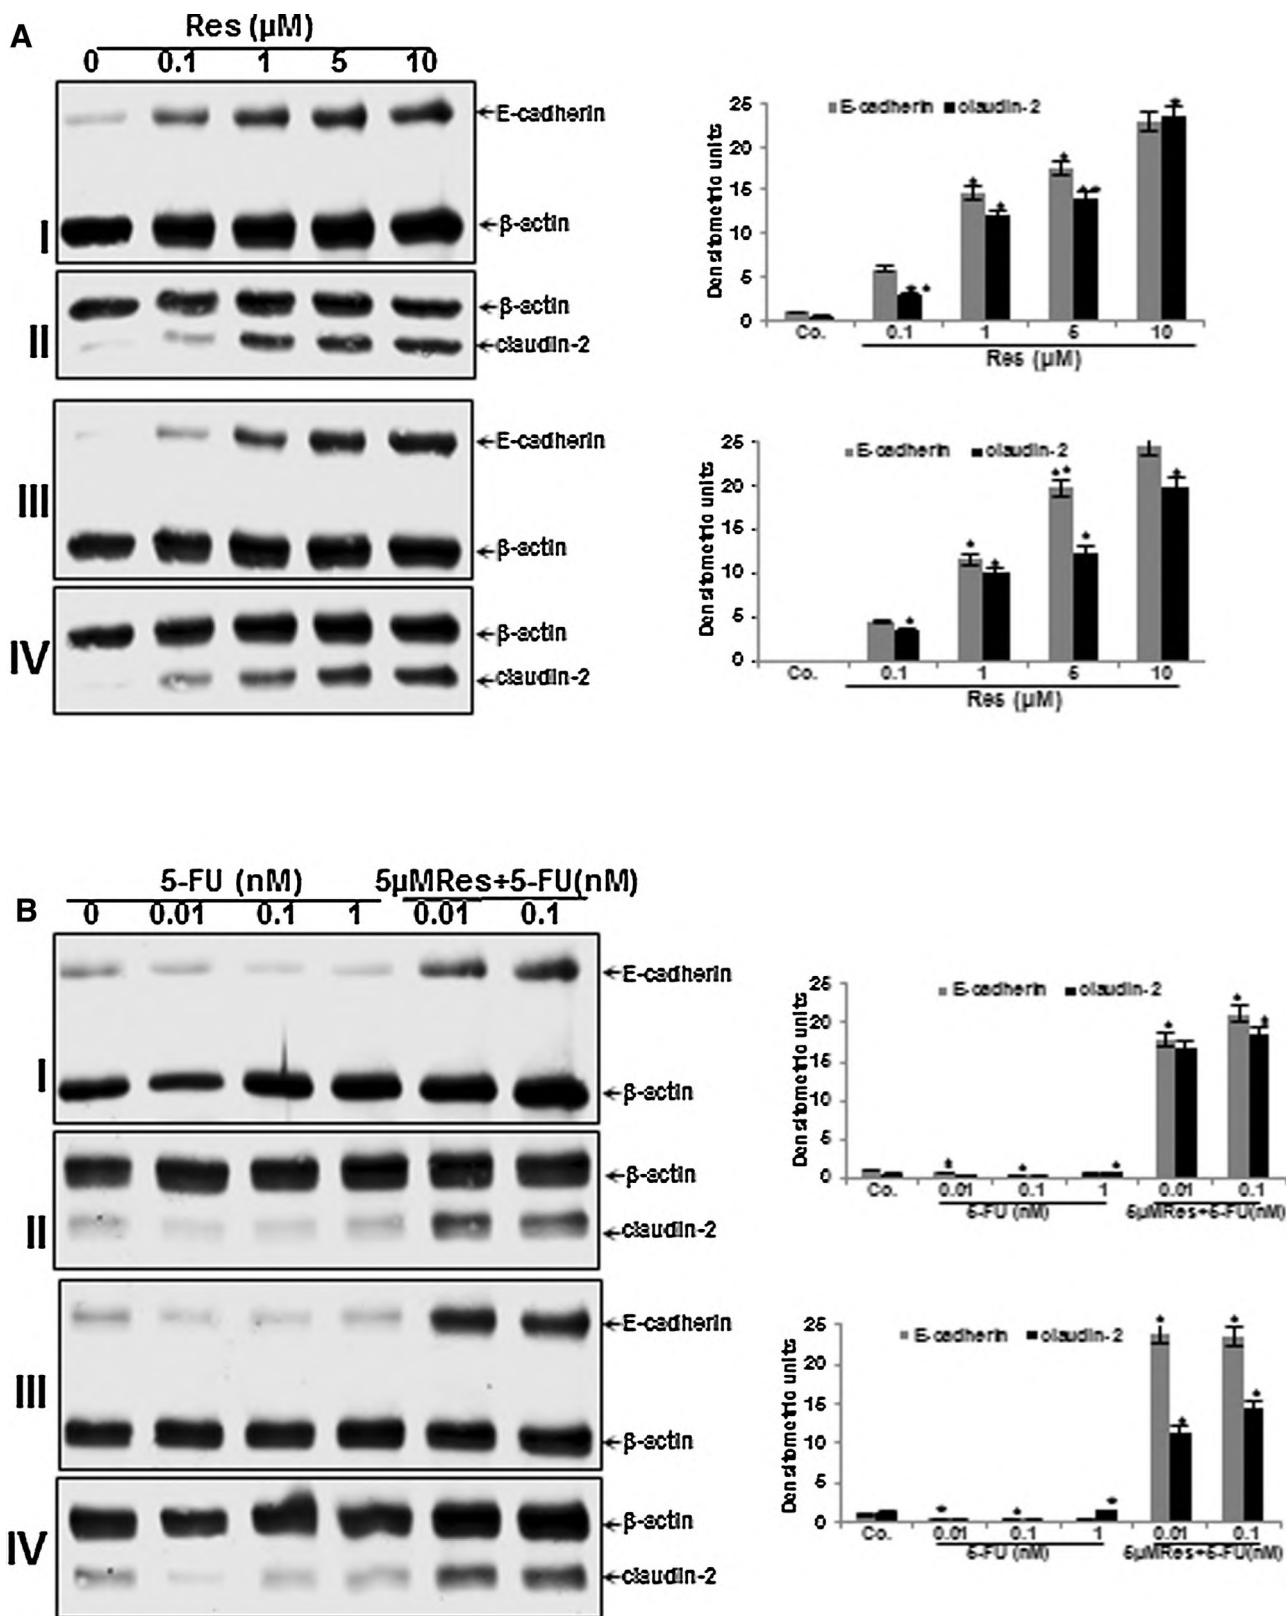 A
Res (µM)
0 0.1 1 5 10
E-cadherin
β-actin
I
β-actin
claudin-2
II
E-cadherin
III
β-actin
β-actin
IV
claudin-2
E-cadherin claudin-2
Densitometric units
25
20
15
10
5
0
Co. 0.1 1 5 10
Res (µM)
E-cadherin claudin-2
Densitometric units
25
20
15
10
5
0
Co. 0.1 1 5 10
Res (µM)
B
5-FU (nM) 5µMRes+5-FU(nM)
0 0.01 0.1 1 0.01 0.1
E-cadherin
I
β-actin
β-actin
II
claudin-2
E-cadherin
III
β-actin
β-actin
IV
claudin-2
E-cadherin claudin-2
Densitometric units
25
20
15
10
5
0
Co. 0.01 0.1 1 0.01 0.1
5-FU (nM) 5µMRes+5-FU(nM)
E-cadherin claudin-2
Densitometric units
25
20
15
10
5
0
Co. 0.01 0.1 1 0.01 0.1
5-FU (nM) 5µMRes+5-FU(nM)